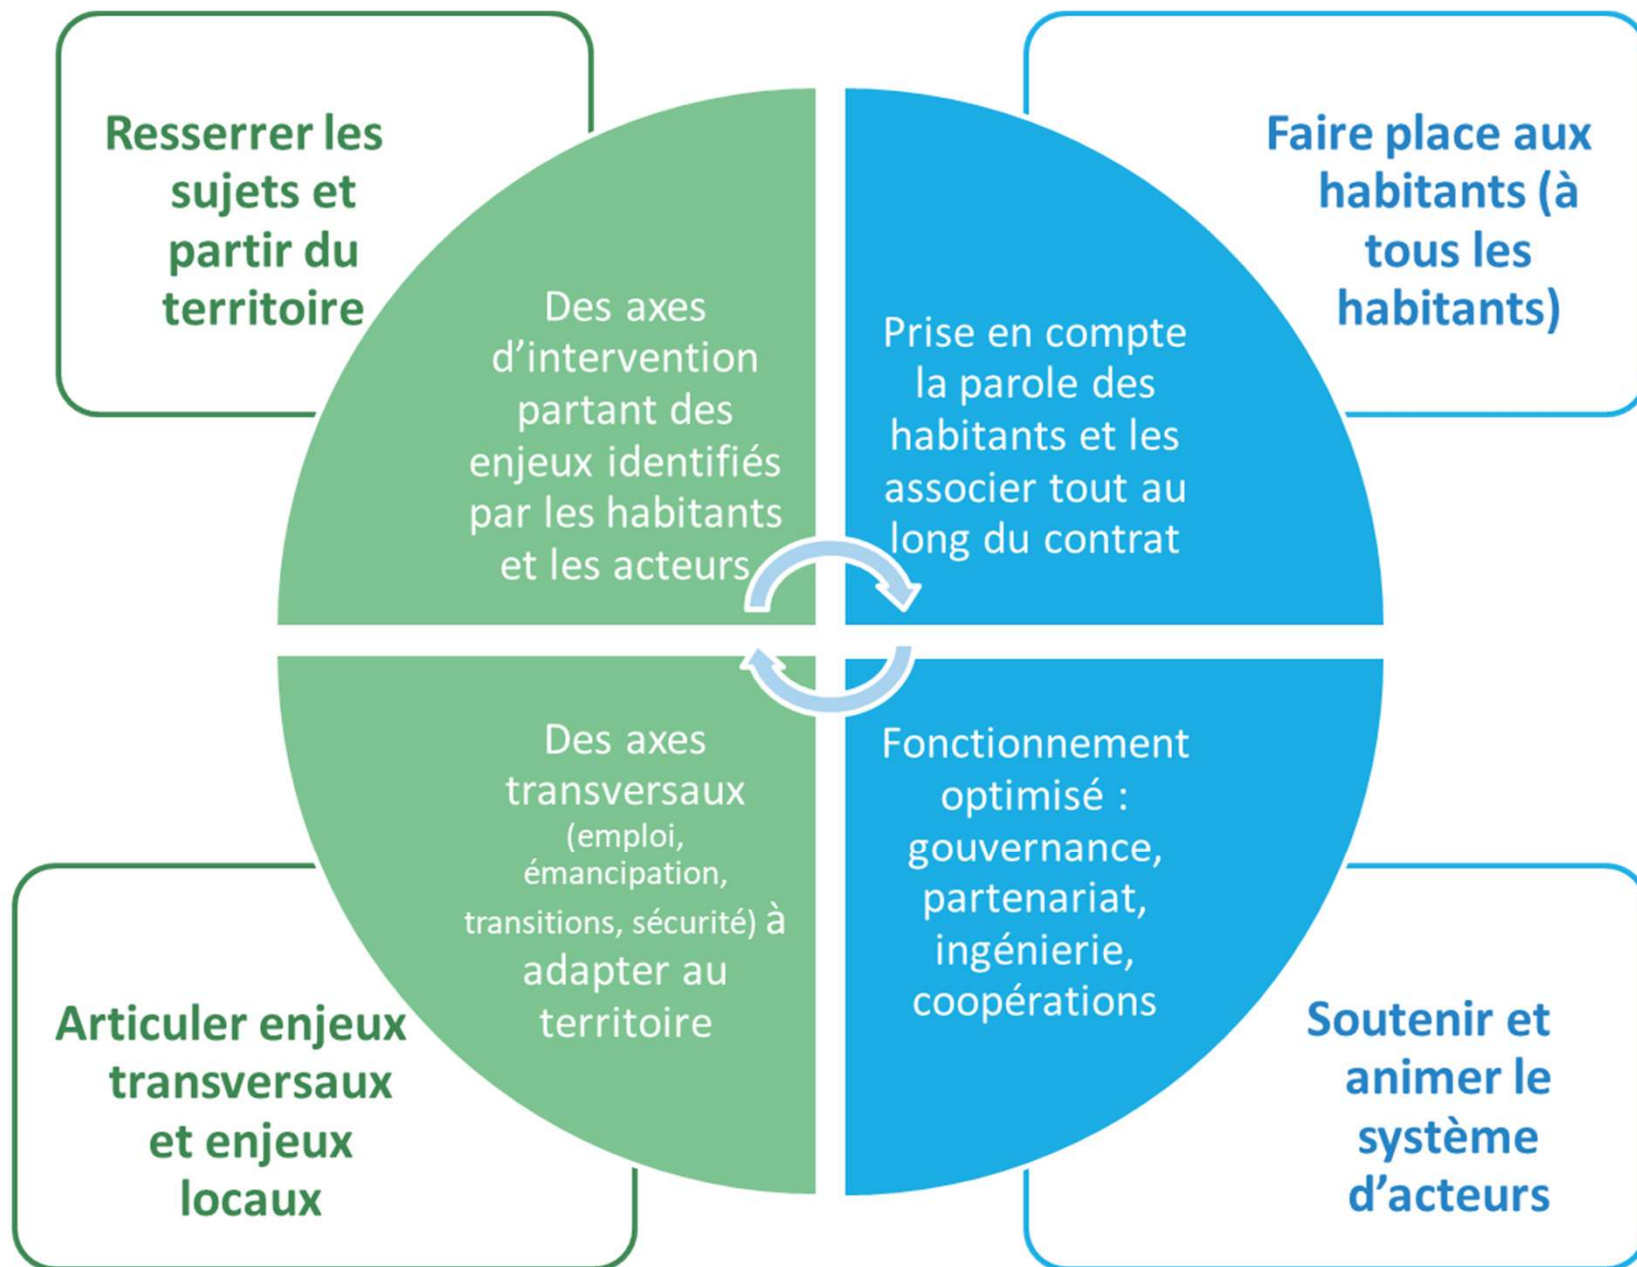 Resserrer les
sujets et
partir du
territoire
Des axes
d’intervention
partant des
enjeux identifiés
par les habitants
et les acteurs
Faire place aux
habitants (à
tous les
habitants)
Prise en compte
la parole des
habitants et les
associer tout au
long du contrat
Articuler enjeux
transversaux
et enjeux
locaux
Des axes
transversaux
(emploi,
émancipation,
transitions, sécurité) à
adapter au
territoire
Fonctionnement
optimisé :
gouvernance,
partenariat,
ingénierie,
coopérations
Soutenir et
animer le
système
d’acteurs